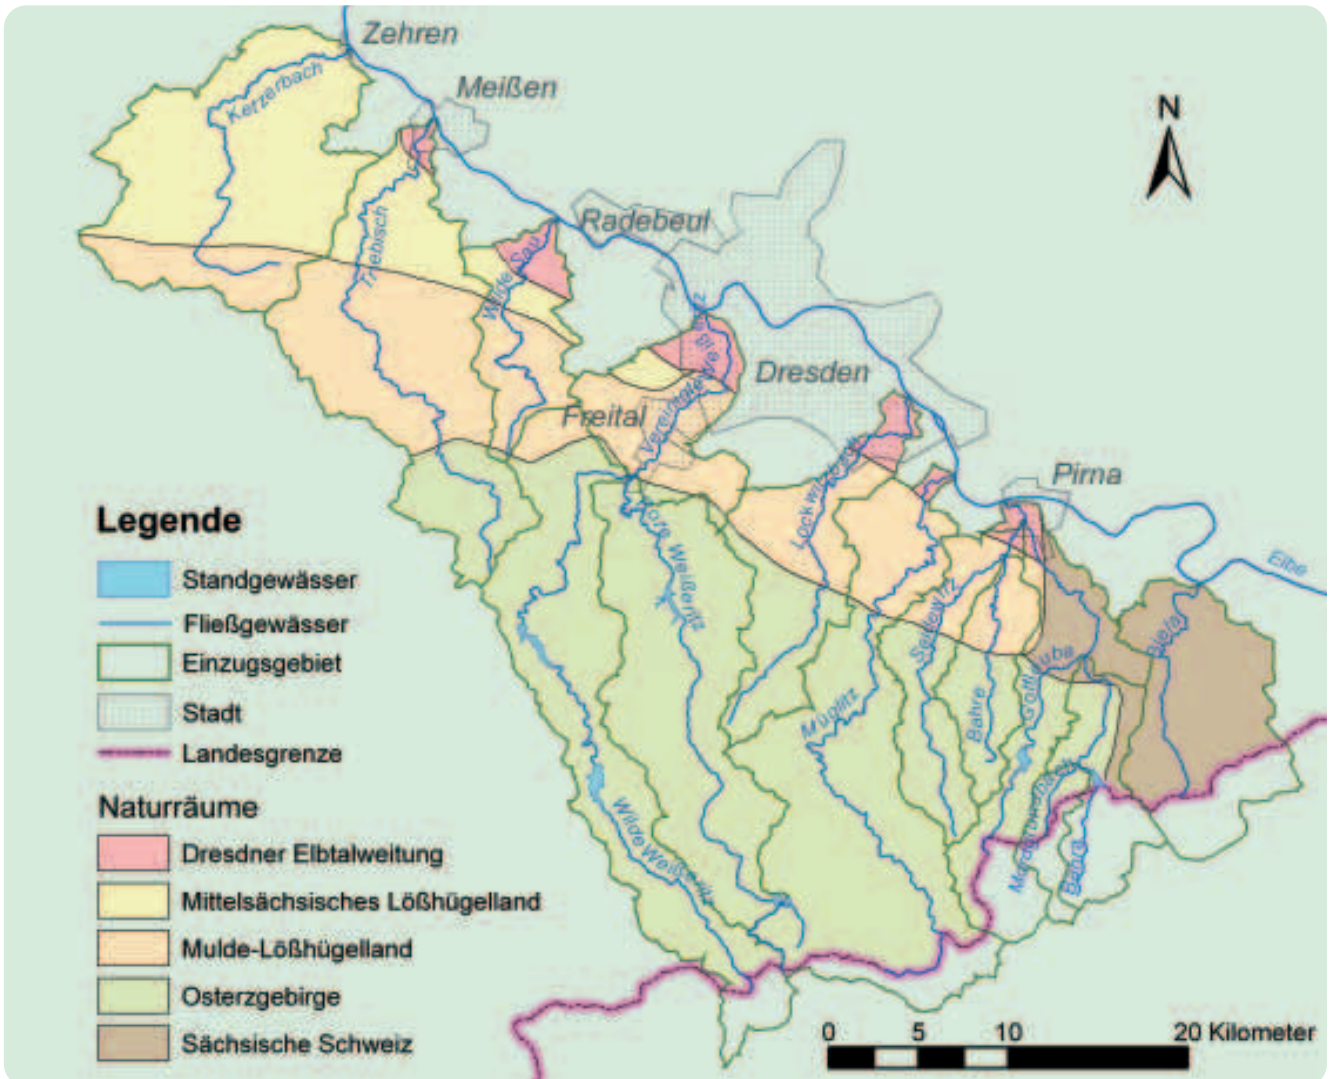 Zehren
Ketzerbach
Meißen
N
Triebisch
Radebeul
Wilde Sau
Dresden
Freital
Vereinigte Weißeritz
Lockwitzbach
Pirna
Elbe
Rote Weißeritz
Seidewitz
Biela
Gottleuba
Bahre
Müglitz
Mordgrundbach
Bahra
Wilde Weißeritz
Legende
Standgewässer
Fließgewässer
Einzugsgebiet
Stadt
Landesgrenze
Naturräume
Dresdner Elbtalweitung
Mittelsächsisches Lößhügelland
Mulde-Lößhügelland
Osterzgebirge
Sächsische Schweiz
0 5 10 20 Kilometer